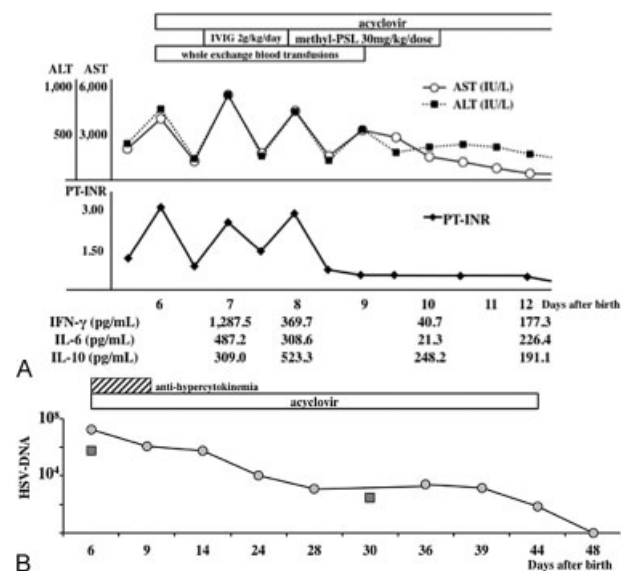 acyclovir
IVIG 2g/kg/day methyl-PSL 30mg/kg/dose
whole exchange blood transfusions
ALT AST
1,000 6,000
AST (IU/L)
ALT (IU/L)
500 3,000
PT-INR
3.00
PT-INR
1.50
6 7 8 9 10 11 12 Days after birth
IFN-γ (pg/mL) 1,287.5 369.7 40.7 177.3
IL-6 (pg/mL) 487.2 308.6 21.3 226.4
IL-10 (pg/mL) 309.0 523.3 248.2 191.1
A
anti-hypercytokinemia
acyclovir
10⁸
HSV-DNA
10⁴
6 9 14 24 28 30 36 39 44 48
B Days after birth